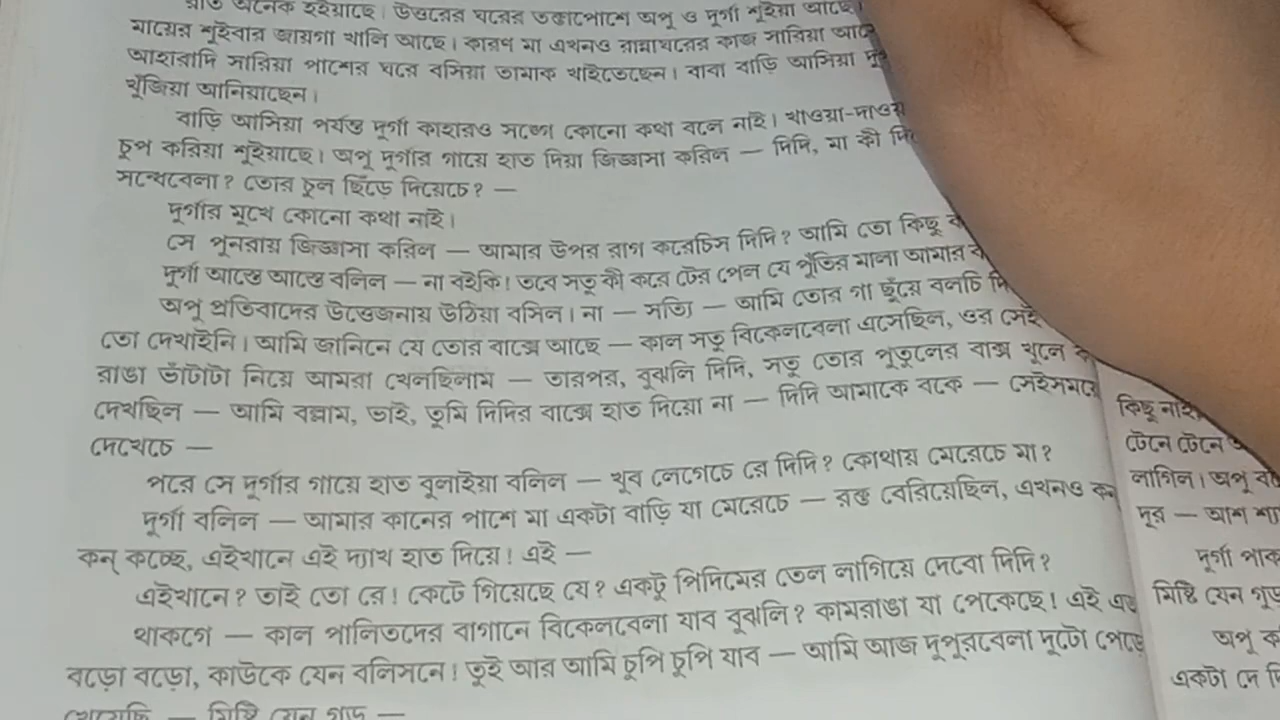 রাত অনেক হইয়াছে। উত্তরের ঘরের তক্তাপোশে অপু ও দুর্গা শুইয়া আছে।
মায়ের শুইবার জায়গা খালি আছে। কারণ মা এখনও রান্নাঘরের কাজ সারিয়া
আহারাদি সারিয়া পাশের ঘরে বসিয়া তামাক খাইতেছেন। বাবা বাড়ি আসিয়া
খুঁজিয়া আনিয়াছেন।
বাড়ি আসিয়া পর্যন্ত দুর্গা কাহারও সঙ্গে কোনো কথা বলে নাই। খাওয়া-দাওয়া
চুপ করিয়া শুইয়াছে। অপু দুর্গার গায়ে হাত দিয়া জিজ্ঞাসা করিল — দিদি, মা কী
সন্ধেবেলা? তোর চুল ছিঁড়ে দিয়েচে? —
দুর্গার মুখে কোনো কথা নাই।
সে পুনরায় জিজ্ঞাসা করিল — আমার উপর রাগ করেচিস দিদি? আমি তো কিছু
দুর্গা আস্তে আস্তে বলিল — না বইকি! তবে সতু কী করে টের পেল যে পুঁতির মালা আমার
অপু প্রতিবাদের উত্তেজনায় উঠিয়া বসিল। না — সত্যি — আমি তোর গা ছুঁয়ে বলচি
তো দেখাইনি। আমি জানিনে যে তোর বাক্সে আছে — কাল সতু বিকেলবেলা এসেছিল, ওর সেই
রাঙা ভাঁটাটা নিয়ে আমরা খেলছিলাম — তারপর, বুঝলি দিদি, সতু তোর পুতুলের বাক্স খুলে
দেখছিল — আমি বল্লাম, ভাই, তুমি দিদির বাক্সে হাত দিয়ো না — দিদি আমাকে বকে — সেইসময়ে
দেখেচে —
পরে সে দুর্গার গায়ে হাত বুলাইয়া বলিল — খুব লেগেচে রে দিদি? কোথায় মেরেচে মা?
দুর্গা বলিল — আমার কানের পাশে মা একটা বাড়ি যা মেরেচে — রক্ত বেরিয়েছিল, এখনও কন্
কন্ কচ্ছে, এইখানে এই দ্যাখ হাত দিয়ে! এই —
এইখানে? তাই তো রে! কেটে গিয়েছে যে? একটু পিদিমের তেল লাগিয়ে দেবো দিদি?
থাকগে — কাল পালিতদের বাগানে বিকেলবেলা যাব বুঝলি? কামরাঙা যা পেকেছে! এই এত্ত
বড়ো বড়ো, কাউকে যেন বলিসনে! তুই আর আমি চুপি চুপি যাব — আমি আজ দুপুরবেলা দুটো পেড়ে
খেয়েছি — মিষ্টি যেন গুড় —
কিছু নাই
টেনে টেনে
লাগিল। অপু
দূর — আশ
দুর্গা
মিষ্টি যেন গুড়
অপু
একটা দে